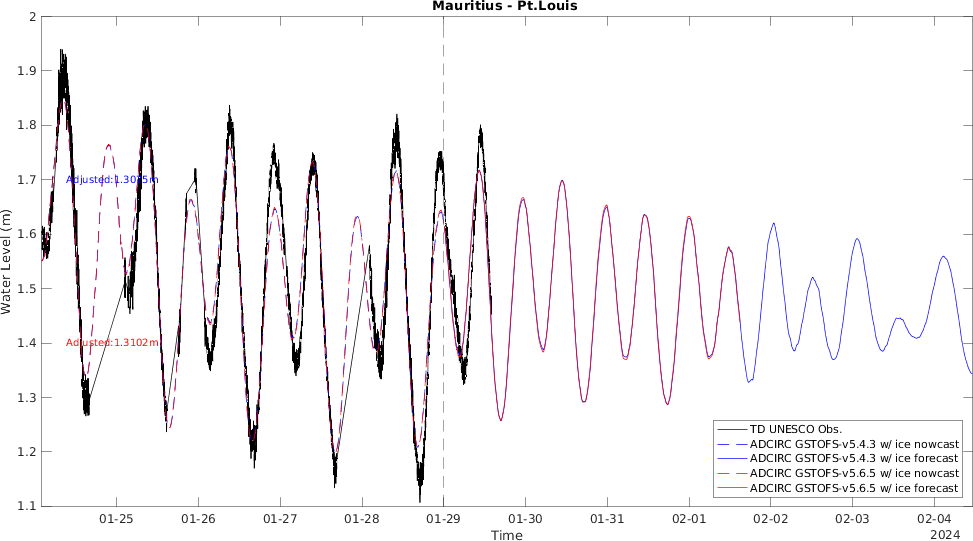 Mauritius - Pt.Louis
2
1.9
1.8
1.7
1.6
1.5
1.4
1.3
1.2
1.1
Water Level (m)
Adjusted:1.3075m
Adjusted:1.3102m
TD UNESCO Obs.
ADCIRC GSTOFS-v5.4.3 w/ ice nowcast
ADCIRC GSTOFS-v5.4.3 w/ ice forecast
ADCIRC GSTOFS-v5.6.5 w/ ice nowcast
ADCIRC GSTOFS-v5.6.5 w/ ice forecast
01-25 01-26 01-27 01-28 01-29 01-30 01-31 02-01 02-02 02-03 02-04
Time
2024